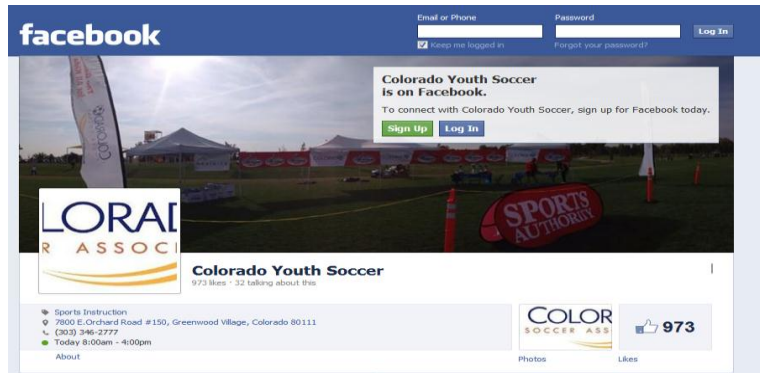 facebook
Email or Phone
Password
Log In
Keep me logged in
Forgot your password?
Colorado Youth Soccer
is on Facebook.
To connect with Colorado Youth Soccer, sign up for Facebook today.
Sign Up Log In
SPORTS
AUTHORITY
LORAD
R ASSOCI
Colorado Youth Soccer
973 likes · 32 talking about this
Sports Instruction
7800 E.Orchard Road #150, Greenwood Village, Colorado 80111
(303) 346-2777
Today 8:00am - 4:00pm
About
COLOR
SOCCER ASS
973
Photos
Likes